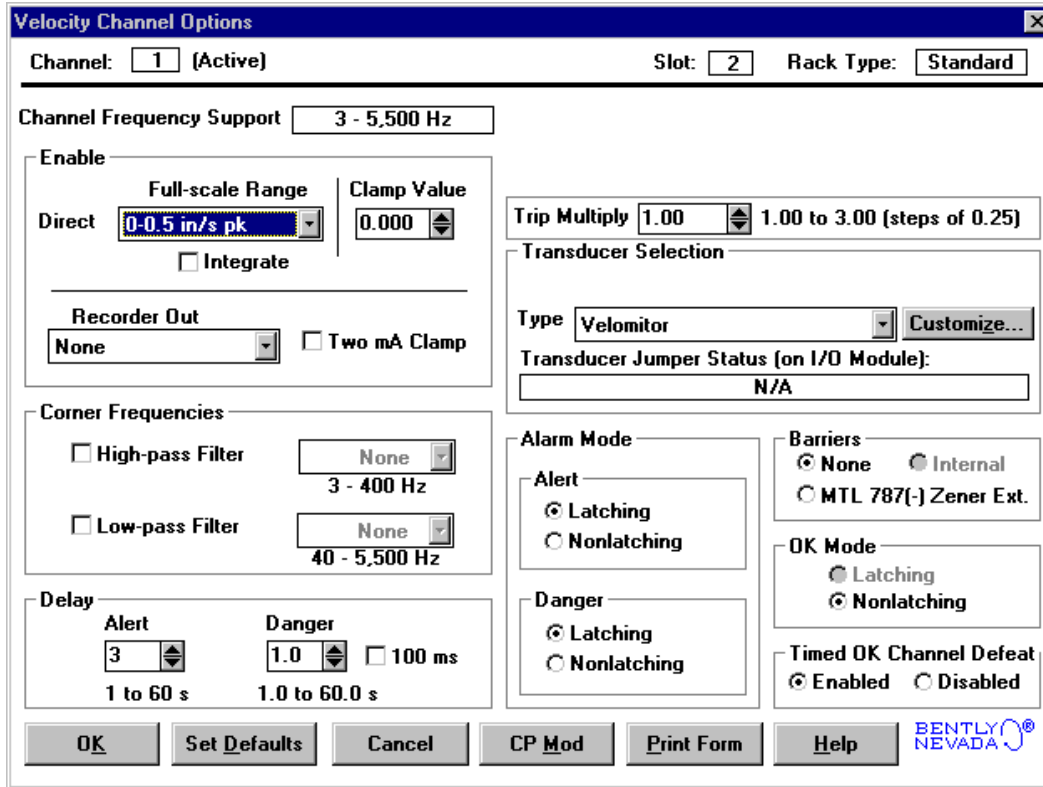 Velocity Channel Options
Channel: 1 (Active) Slot: 2 Rack Type: Standard
Channel Frequency Support 3 - 5,500 Hz
Enable
Full-scale Range Clamp Value
Direct 0-0.5 in/s pk 0.000
Integrate
Recorder Out
None Two mA Clamp
Trip Multiply 1.00 1.00 to 3.00 (steps of 0.25)
Transducer Selection
Type Velomitor Customize...
Transducer Jumper Status (on I/O Module):
N/A
Corner Frequencies
High-pass Filter None
3 - 400 Hz
Low-pass Filter None
40 - 5,500 Hz
Alarm Mode
Alert
Latching
Nonlatching
Danger
Latching
Nonlatching
Barriers
None Internal
MTL 787(-) Zener Ext.
OK Mode
Latching
Nonlatching
Timed OK Channel Defeat
Enabled Disabled
Delay
Alert Danger
3 1.0 100 ms
1 to 60 s 1.0 to 60.0 s
OK Set Defaults Cancel CP Mod Print Form Help
BENTLY ®
NEVADA